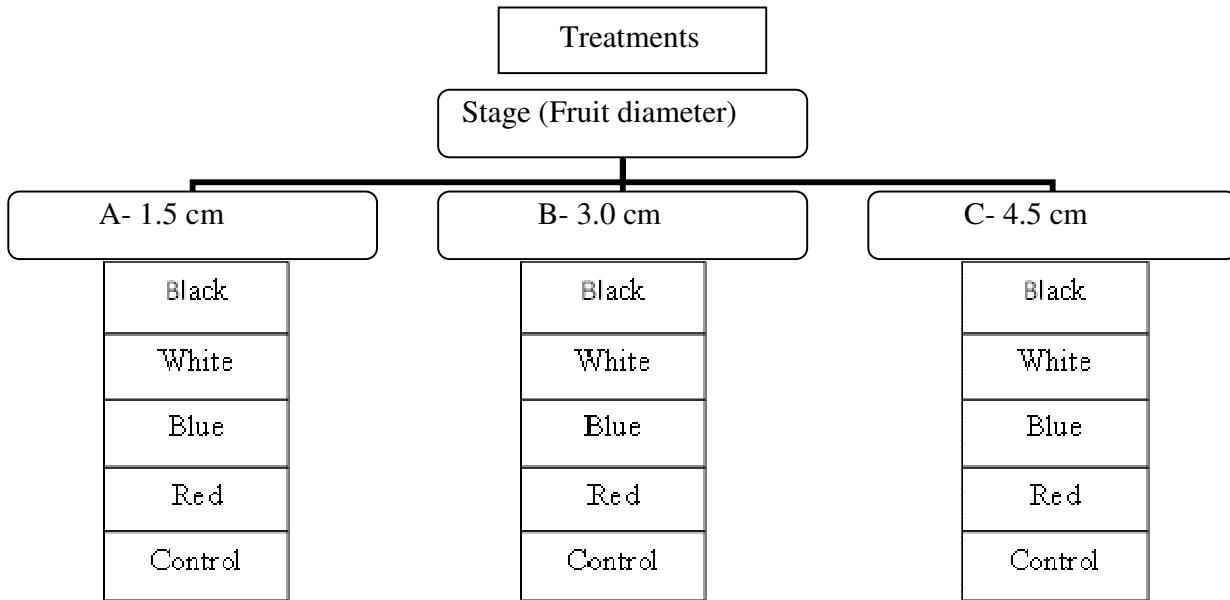 Treatments
Stage (Fruit diameter)
A- 1.5 cm
Black
White
Blue
Red
Control
B- 3.0 cm
Black
White
Blue
Red
Control
C- 4.5 cm
Black
White
Blue
Red
Control